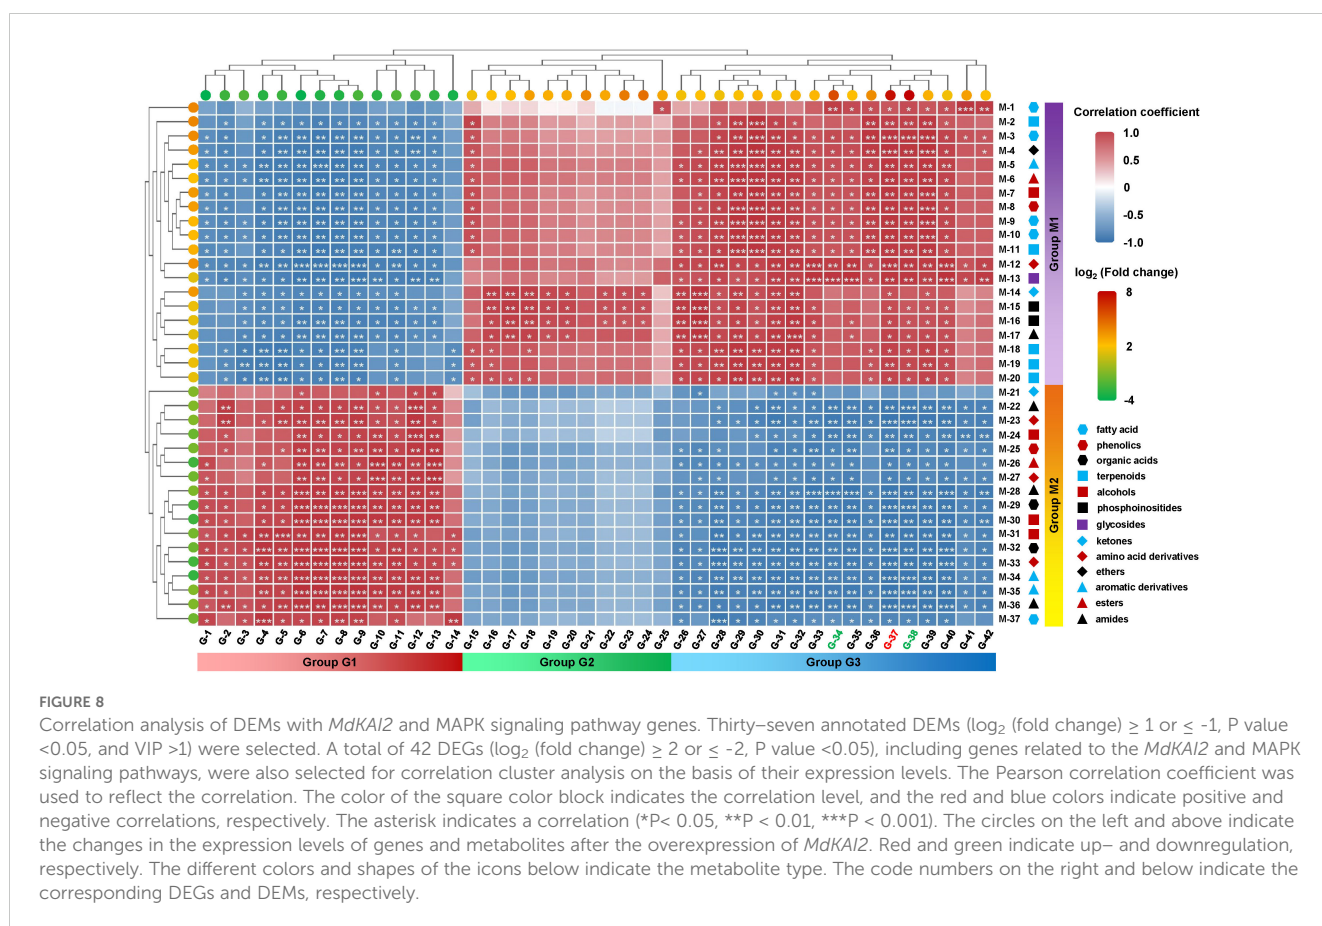 M-1
M-2
M-3
M-4
M-5
M-6
M-7
M-8
M-9
M-10
M-11
M-12
M-13
M-14
M-15
M-16
M-17
M-18
M-19
M-20
M-21
M-22
M-23
M-24
M-25
M-26
M-27
M-28
M-29
M-30
M-31
M-32
M-33
M-34
M-35
M-36
M-37
Group M1
Group M2
Correlation coefficient
1.0
0.5
0
-0.5
-1.0
log2 (Fold change)
8
2
-4
fatty acid
phenolics
organic acids
terpenoids
alcohols
phosphoinositides
glycosides
ketones
amino acid derivatives
ethers
aromatic derivatives
esters
amides
G-1 G-2 G-3 G-4 G-5 G-6 G-7 G-8 G-9 G-10 G-11 G-12 G-13 G-14 G-15 G-16 G-17 G-18 G-19 G-20 G-21 G-22 G-23 G-24 G-25 G-26 G-27 G-28 G-29 G-30 G-31 G-32 G-33 G-34 G-35 G-36 G-37 G-38 G-39 G-40 G-41 G-42
Group G1 Group G2 Group G3
FIGURE 8
Correlation analysis of DEMs with MdKAI2 and MAPK signaling pathway genes. Thirty–seven annotated DEMs (log2 (fold change) ≥ 1 or ≤ -1, P value
<0.05, and VIP >1) were selected. A total of 42 DEGs (log2 (fold change) ≥ 2 or ≤ -2, P value <0.05), including genes related to the MdKAI2 and MAPK
signaling pathways, were also selected for correlation cluster analysis on the basis of their expression levels. The Pearson correlation coefficient was
used to reflect the correlation. The color of the square color block indicates the correlation level, and the red and blue colors indicate positive and
negative correlations, respectively. The asterisk indicates a correlation (*P< 0.05, **P < 0.01, ***P < 0.001). The circles on the left and above indicate
the changes in the expression levels of genes and metabolites after the overexpression of MdKAI2. Red and green indicate up– and downregulation,
respectively. The different colors and shapes of the icons below indicate the metabolite type. The code numbers on the right and below indicate the
corresponding DEGs and DEMs, respectively.